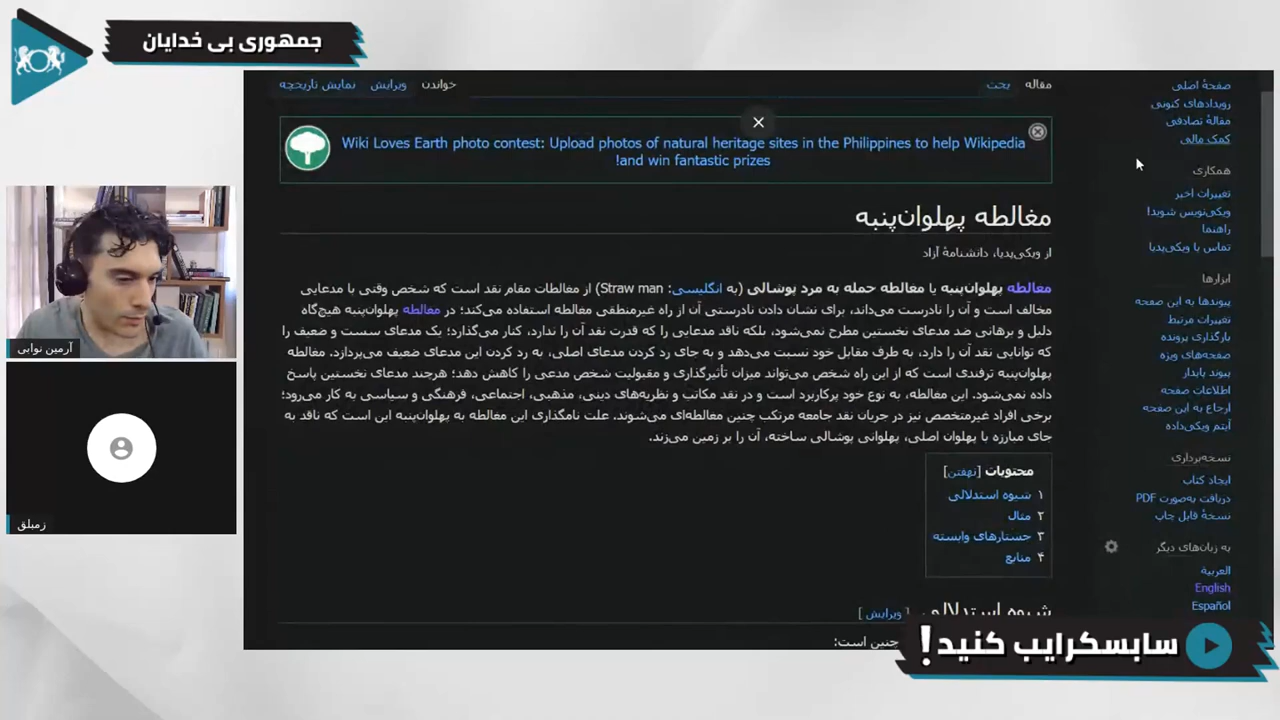 جمهوری بی خدایان
مقاله
بحث
خواندن
ویرایش
نمایش تاریخچه
Wiki Loves Earth photo contest: Upload photos of natural heritage sites in the Philippines to help Wikipedia
!and win fantastic prizes
مغالطه پهلوان‌پنبه
از ویکی‌پدیا، دانشنامهٔ آزاد
مغالطه پهلوان‌پنبه یا مغالطه حمله به مرد پوشالی (به انگلیسی: Straw man) از مغالطات مقام نقد است که شخص وقتی با مدعایی
مخالف است و آن را نادرست می‌داند، برای نشان دادن نادرستی آن از راه غیرمنطقی مغالطه استفاده می‌کند؛ در مغالطه پهلوان‌پنبه هیچ‌گاه
دلیل و برهانی ضد مدعای نخستین مطرح نمی‌شود، بلکه ناقد مدعایی را که قدرت نقد آن را ندارد، کنار می‌گذارد؛ یک مدعای سست و ضعیف را
که توانایی نقد آن را دارد، به طرف مقابل خود نسبت می‌دهد و به جای رد کردن مدعای اصلی، به رد کردن این مدعای ضعیف می‌پردازد. مغالطه
پهلوان‌پنبه ترفندی است که از این راه شخص می‌تواند میزان تأثیرگذاری و مقبولیت شخص مدعی را کاهش دهد؛ هرچند مدعای نخستین پاسخ
داده نمی‌شود. این مغالطه، به نوع خود پرکاربرد است و در نقد مکاتب و نظریه‌های دینی، مذهبی، اجتماعی، فرهنگی و سیاسی به کار می‌رود؛
برخی افراد غیرمتخصص نیز در جریان نقد جامعه مرتکب چنین مغالطه‌ای می‌شوند. علت نامگذاری این مغالطه به پهلوان‌پنبه این است که ناقد به
جای مبارزه با پهلوان اصلی، پهلوانی پوشالی ساخته، آن را بر زمین می‌زند.
محتویات [نهفتن]
۱ شیوه استدلالی
۲ مثال
۳ جستارهای وابسته
۴ منابع
شیوه استدلالی [ویرایش]
چنین است:
صفحهٔ اصلی
رویدادهای کنونی
مقالهٔ تصادفی
کمک مالی
همکاری
تغییرات اخیر
ویکی‌نویس شوید!
راهنما
تماس با ویکی‌پدیا
ابزارها
پیوندها به این صفحه
تغییرات مرتبط
بارگذاری پرونده
صفحه‌های ویژه
پیوند پایدار
اطلاعات صفحه
ارجاع به این صفحه
آیتم ویکی‌داده
نسخه‌برداری
ایجاد کتاب
دریافت به‌صورت PDF
نسخهٔ قابل چاپ
به زبان‌های دیگر
العربية
English
Español
آرمین نوابی
زمبلق
سابسکرایب کنید!